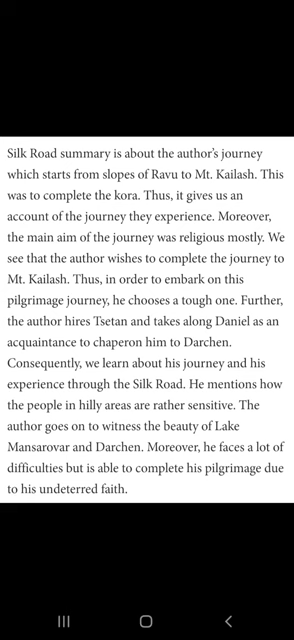 Silk Road summary is about the author's journey
which starts from slopes of Ravu to Mt. Kailash. This
was to complete the kora. Thus, it gives us an
account of the journey they experience. Moreover,
the main aim of the journey was religious mostly. We
see that the author wishes to complete the journey to
Mt. Kailash. Thus, in order to embark on this
pilgrimage journey, he chooses a tough one. Further,
the author hires Tsetan and takes along Daniel as an
acquaintance to chaperon him to Darchen.
Consequently, we learn about his journey and his
experience through the Silk Road. He mentions how
the people in hilly areas are rather sensitive. The
author goes on to witness the beauty of Lake
Mansarovar and Darchen. Moreover, he faces a lot of
difficulties but is able to complete his pilgrimage due
to his undeterred faith.